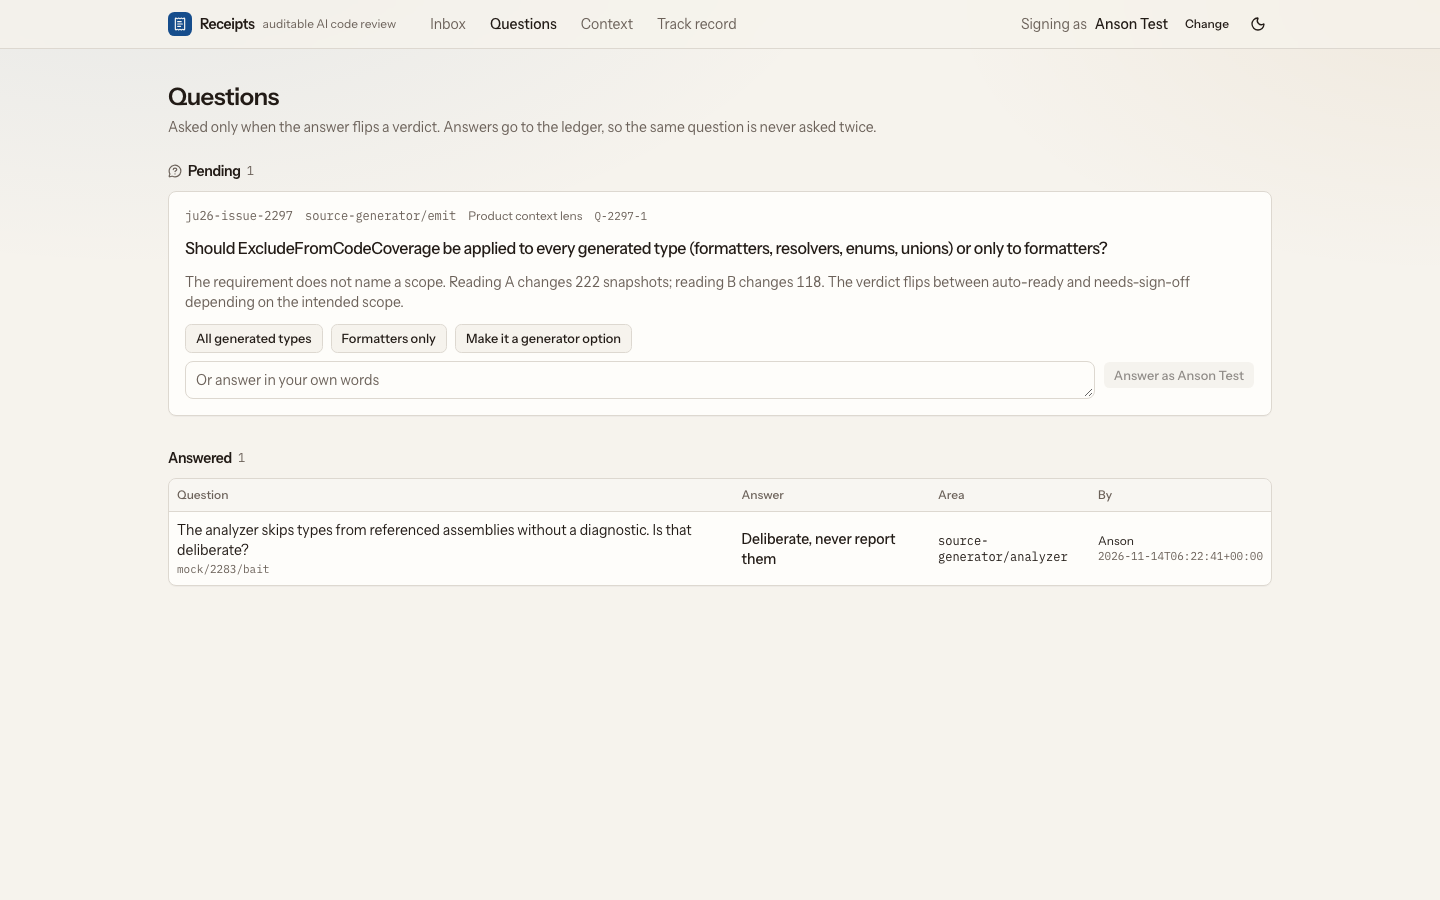 Receipts auditable AI code review Inbox Questions Context Track record Signing as Anson Test Change
Questions
Asked only when the answer flips a verdict. Answers go to the ledger, so the same question is never asked twice.
Pending 1
ju26-issue-2297 source-generator/emit Product context lens Q-2297-1
Should ExcludeFromCodeCoverage be applied to every generated type (formatters, resolvers, enums, unions) or only to formatters?
The requirement does not name a scope. Reading A changes 222 snapshots; reading B changes 118. The verdict flips between auto-ready and needs-sign-off
depending on the intended scope.
All generated types Formatters only Make it a generator option
Or answer in your own words Answer as Anson Test
Answered 1
Question Answer Area By
The analyzer skips types from referenced assemblies without a diagnostic. Is that
deliberate?
mock/2283/bait
Deliberate, never report
them
source-
generator/analyzer
Anson
2026-11-14T06:22:41+00:00